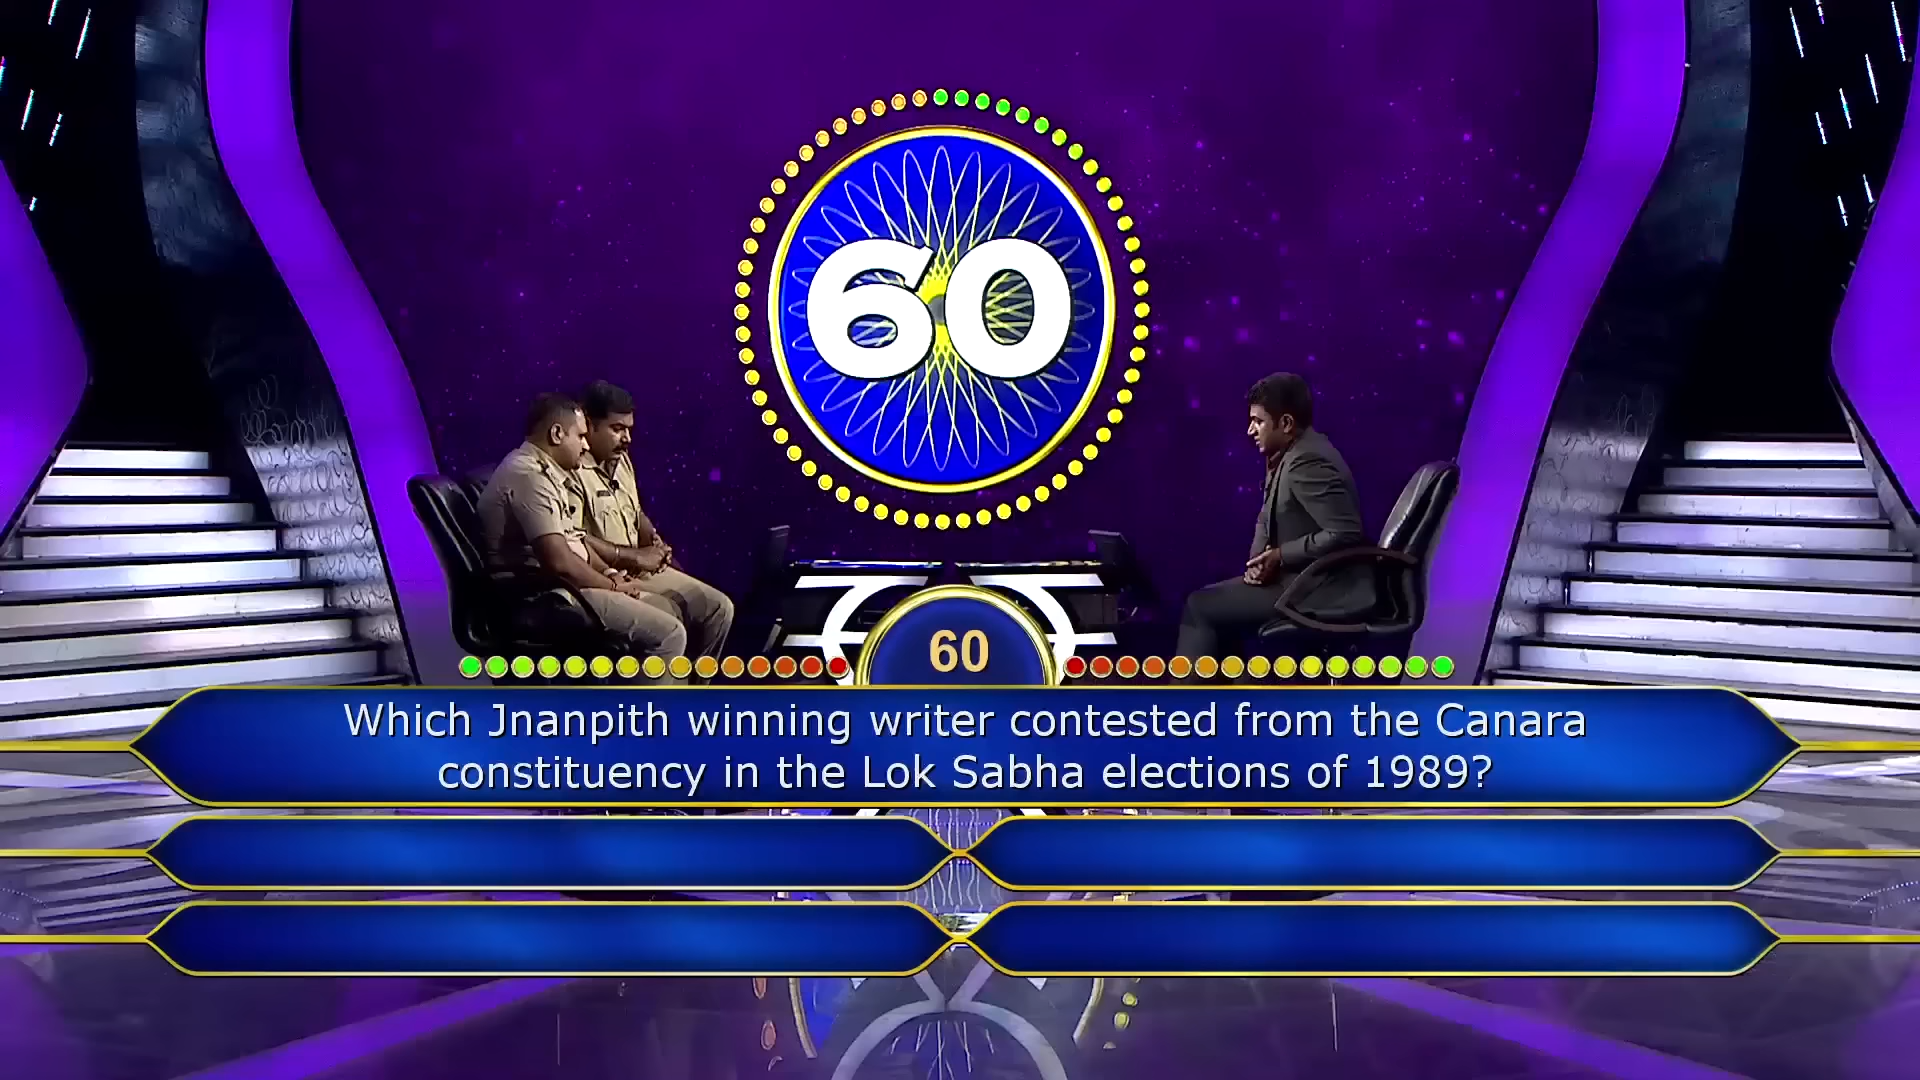 60
60
Which Jnanpith winning writer contested from the Canara
constituency in the Lok Sabha elections of 1989?